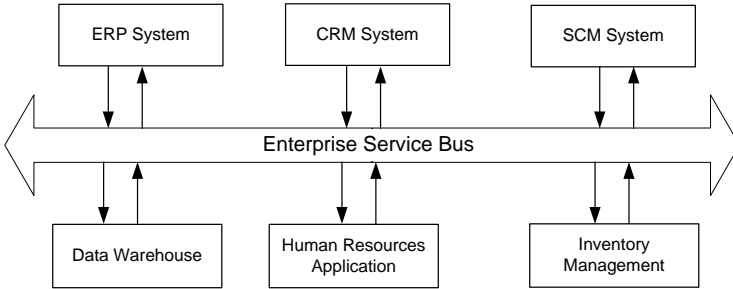 ERP System
CRM System
SCM System
Enterprise Service Bus
Data Warehouse
Human Resources
Application
Inventory
Management